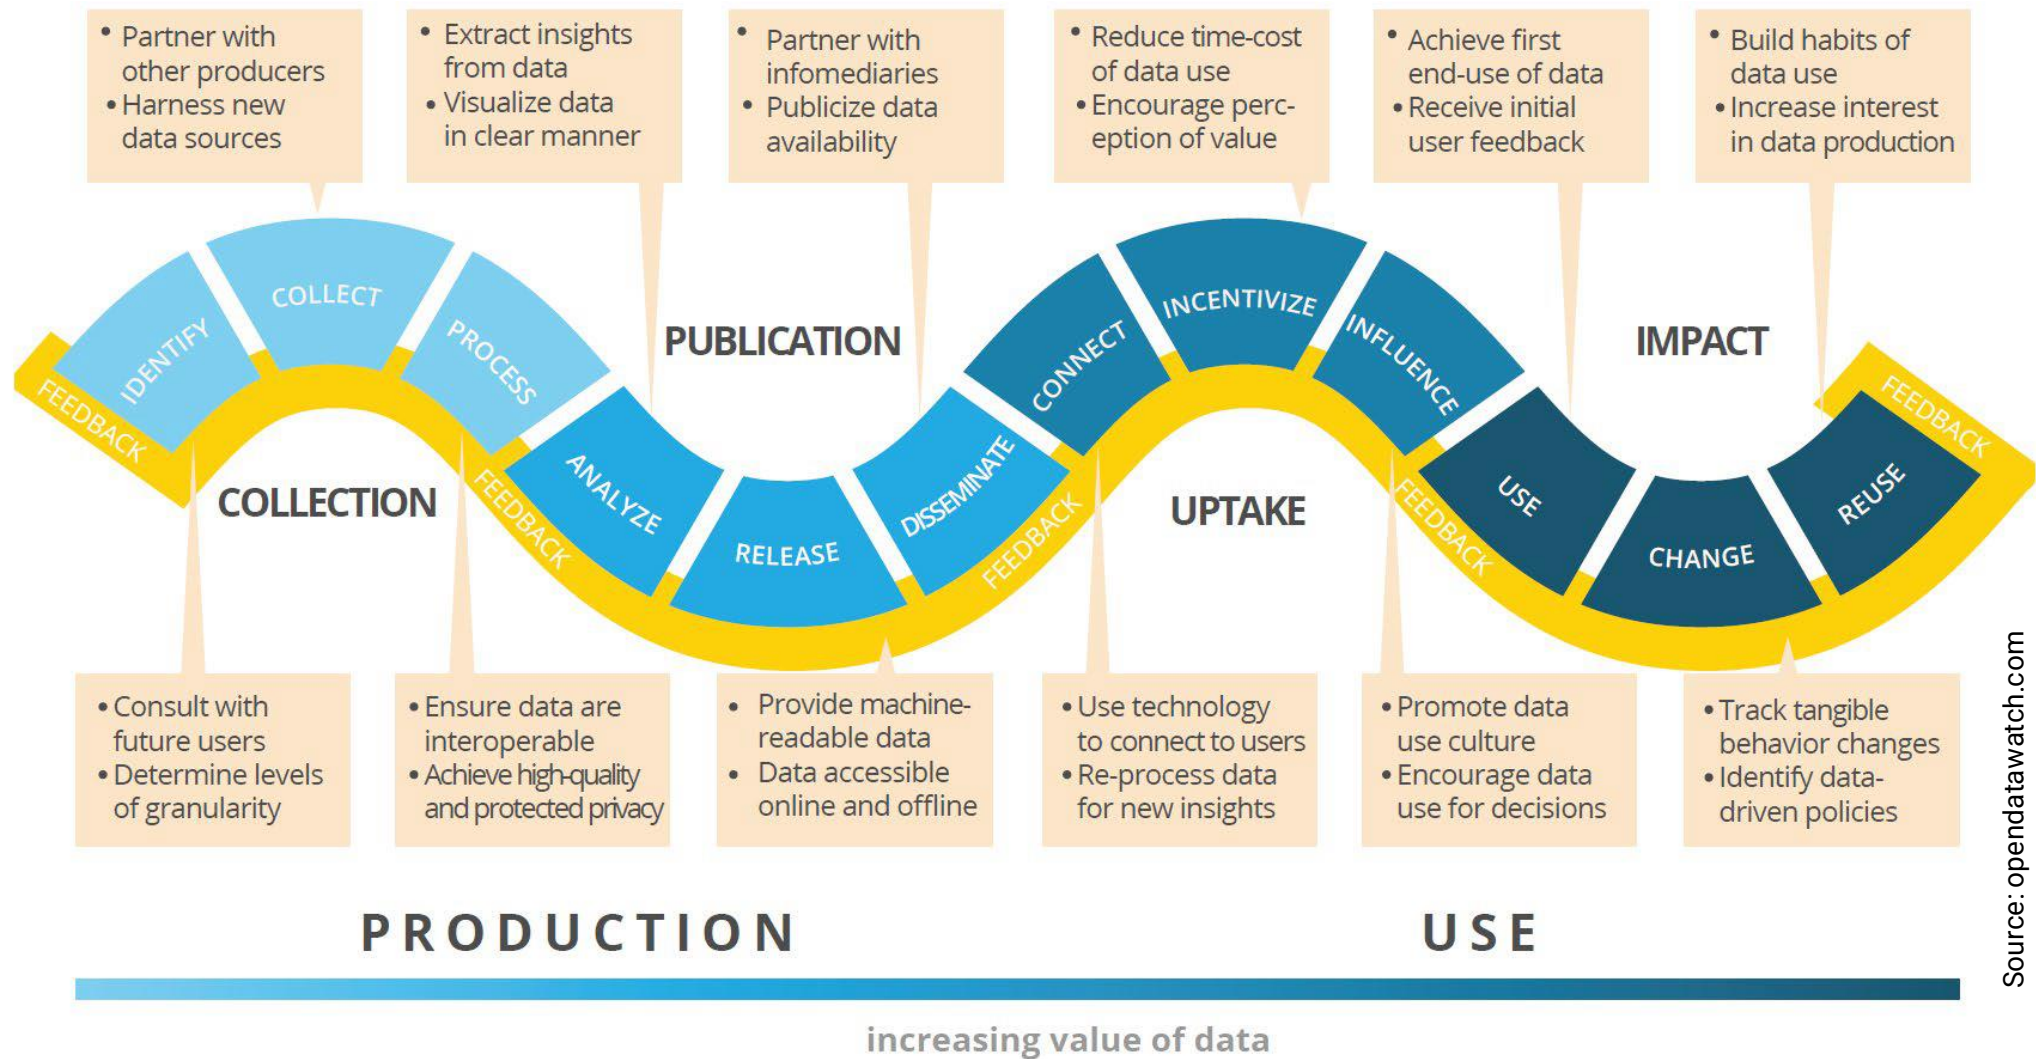 • Partner with
other producers
• Harness new
data sources
• Extract insights
from data
• Visualize data
in clear manner
• Partner with
infomediaries
• Publicize data
availability
• Reduce time-cost
of data use
• Encourage perc-
eption of value
• Achieve first
end-use of data
• Receive initial
user feedback
• Build habits of
data use
• Increase interest
in data production
IDENTIFY
COLLECT
PROCESS
ANALYZE
RELEASE
DISSEMINATE
CONNECT
INCENTIVIZE
INFLUENCE
USE
CHANGE
REUSE
FEEDBACK
FEEDBACK
FEEDBACK
FEEDBACK
FEEDBACK
COLLECTION
PUBLICATION
UPTAKE
IMPACT
• Consult with
future users
• Determine levels
of granularity
• Ensure data are
interoperable
• Achieve high-quality
and protected privacy
• Provide machine-
readable data
• Data accessible
online and offline
• Use technology
to connect to users
• Re-process data
for new insights
• Promote data
use culture
• Encourage data
use for decisions
• Track tangible
behavior changes
• Identify data-
driven policies
PRODUCTION
USE
increasing value of data
Source: opendatawatch.com